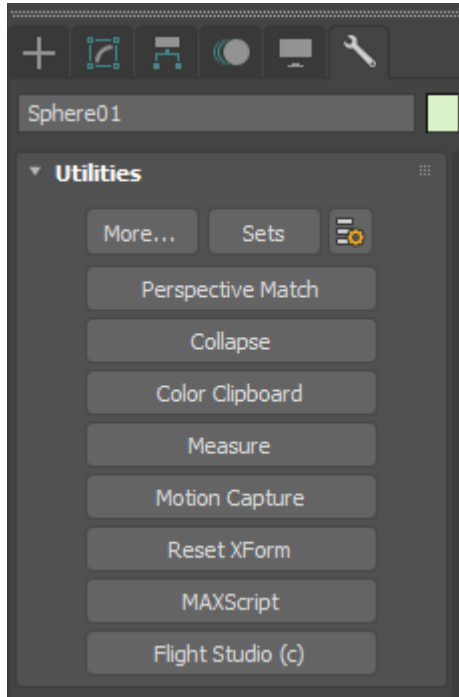 Sphere01
Utilities
More... Sets
Perspective Match
Collapse
Color Clipboard
Measure
Motion Capture
Reset XForm
MAXScript
Flight Studio (c)